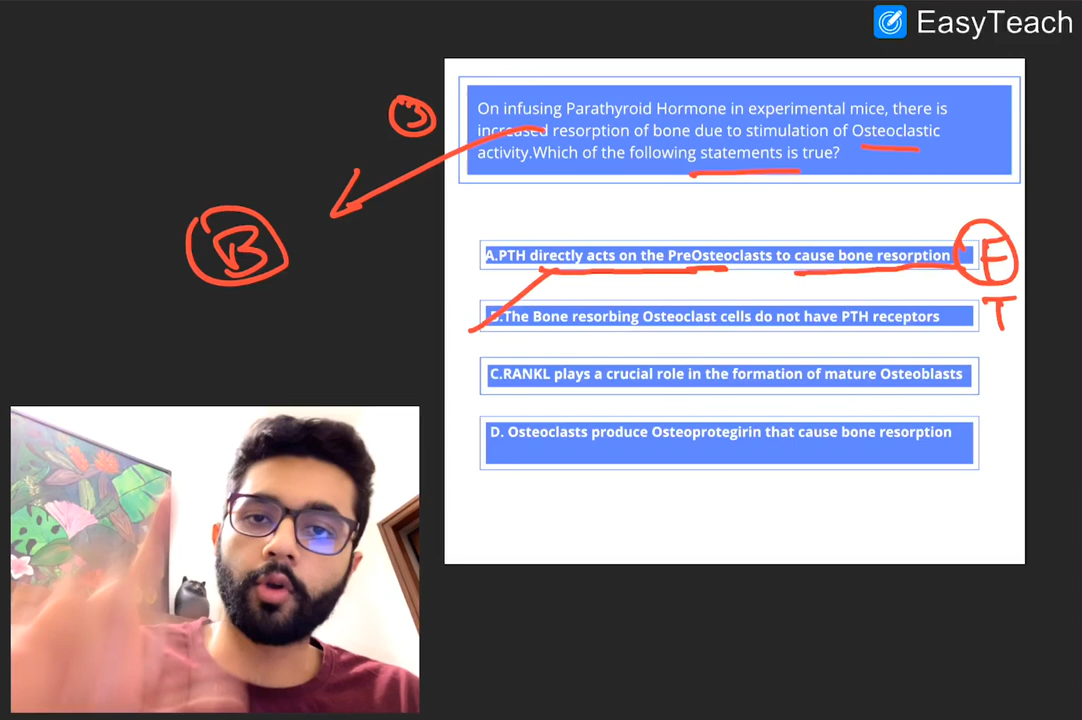 EasyTeach
3
On infusing Parathyroid Hormone in experimental mice, there is
increased resorption of bone due to stimulation of Osteoclastic
activity.Which of the following statements is true?
B
A.PTH directly acts on the PreOsteoclasts to cause bone resorption
F
B.The Bone resorbing Osteoclast cells do not have PTH receptors
T
C.RANKL plays a crucial role in the formation of mature Osteoblasts
D. Osteoclasts produce Osteoprotegirin that cause bone resorption